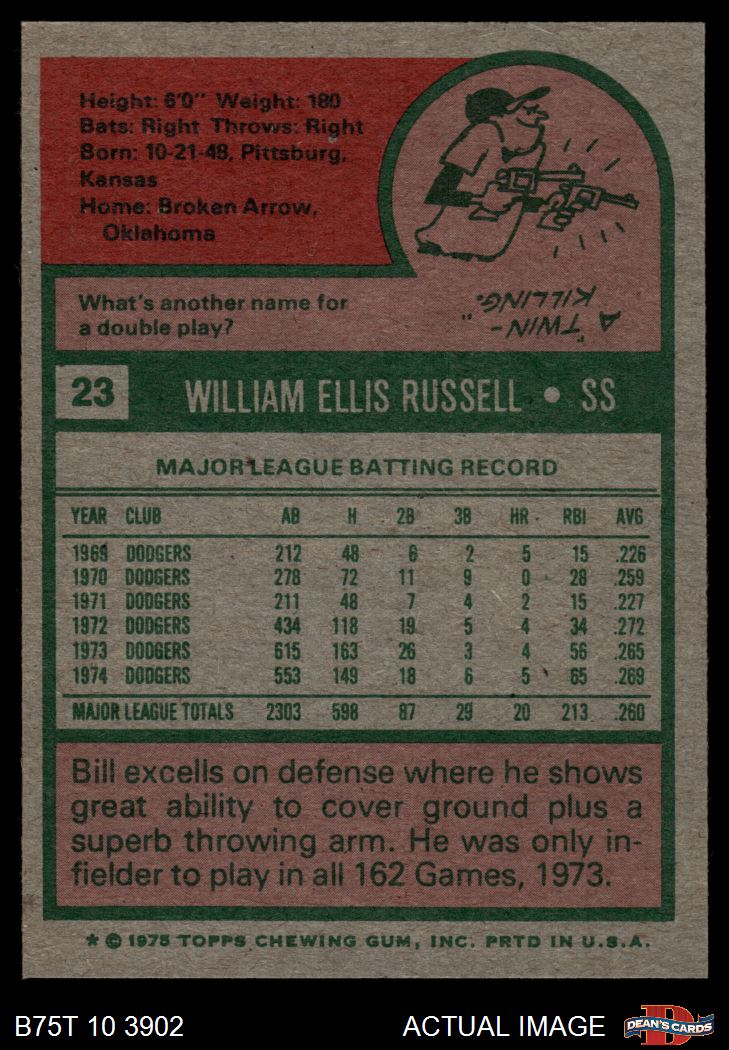 Height: 6'0" Weight: 180
Bats: Right Throws: Right
Born: 10-21-48, Pittsburg,
Kansas
Home: Broken Arrow,
Oklahoma
What's another name for
a double play?
A "TWIN-
KILLING."
23 WILLIAM ELLIS RUSSELL • SS
MAJOR LEAGUE BATTING RECORD
YEAR CLUB AB H 2B 3B HR RBI AVG
1969 DODGERS 212 48 6 2 5 15 .226
1970 DODGERS 278 72 11 9 0 28 .259
1971 DODGERS 211 48 7 4 2 15 .227
1972 DODGERS 434 118 19 5 4 34 .272
1973 DODGERS 615 163 26 3 4 56 .265
1974 DODGERS 553 149 18 6 5 65 .269
MAJOR LEAGUE TOTALS 2303 598 87 29 20 213 .260
Bill excells on defense where he shows
great ability to cover ground plus a
superb throwing arm. He was only in-
fielder to play in all 162 Games, 1973.
* © 1975 TOPPS CHEWING GUM, INC. PRTD IN U.S.A.
B75T 10 3902 ACTUAL IMAGE
D
DEAN'S CARDS